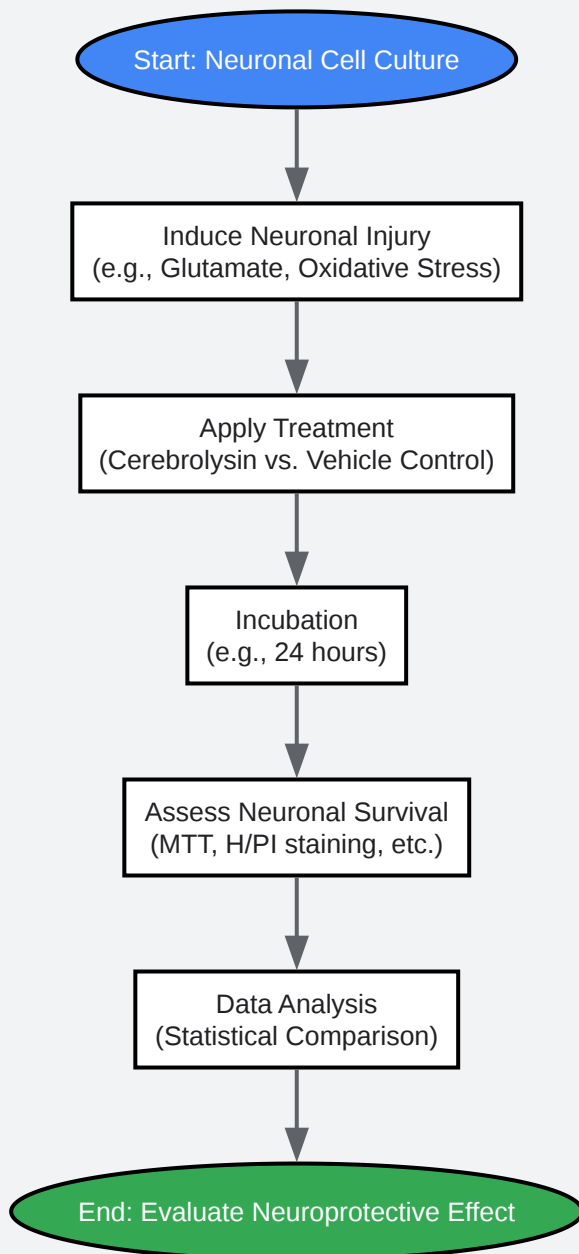 Start: Neuronal Cell Culture
Induce Neuronal Injury
(e.g., Glutamate, Oxidative Stress)
Apply Treatment
(Cerebrolysin vs. Vehicle Control)
Incubation
(e.g., 24 hours)
Assess Neuronal Survival
(MTT, H/PI staining, etc.)
Data Analysis
(Statistical Comparison)
End: Evaluate Neuroprotective Effect